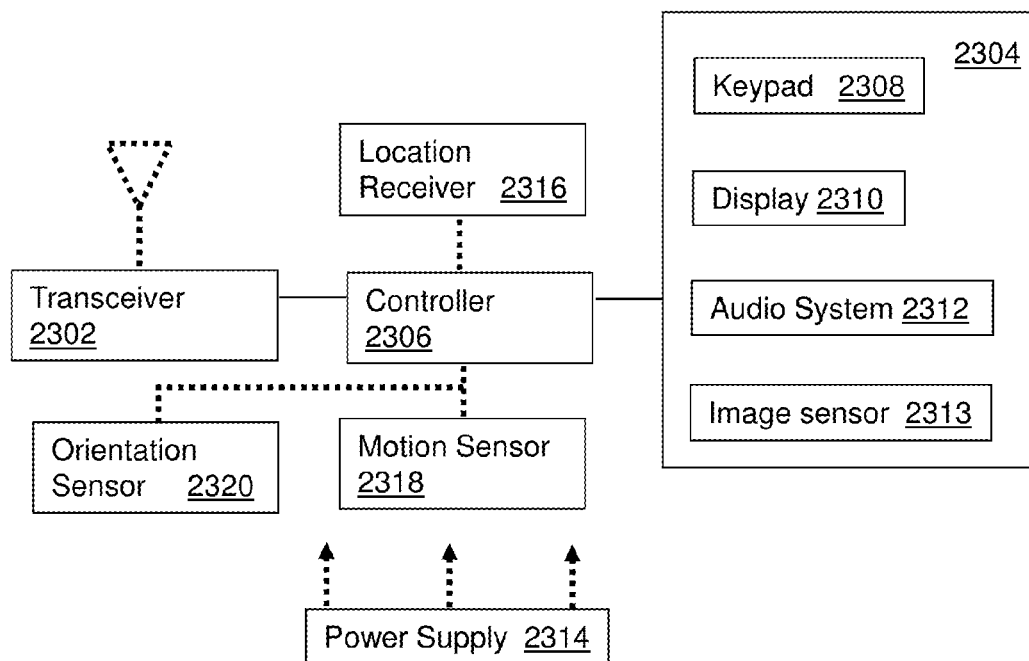 2304
Keypad 2308
Location
Receiver 2316
Display 2310
Transceiver
2302
Controller
2306
Audio System 2312
Image sensor 2313
Orientation
Sensor 2320
Motion Sensor
2318
Power Supply 2314